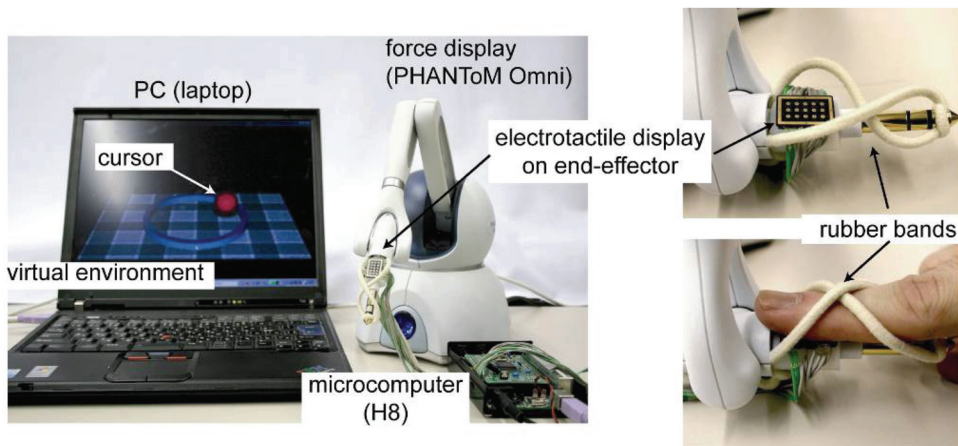 force display
(PHANToM Omni)
PC (laptop)
electrotactile display
on end-effector
cursor
rubber bands
virtual environment
microcomputer
(H8)